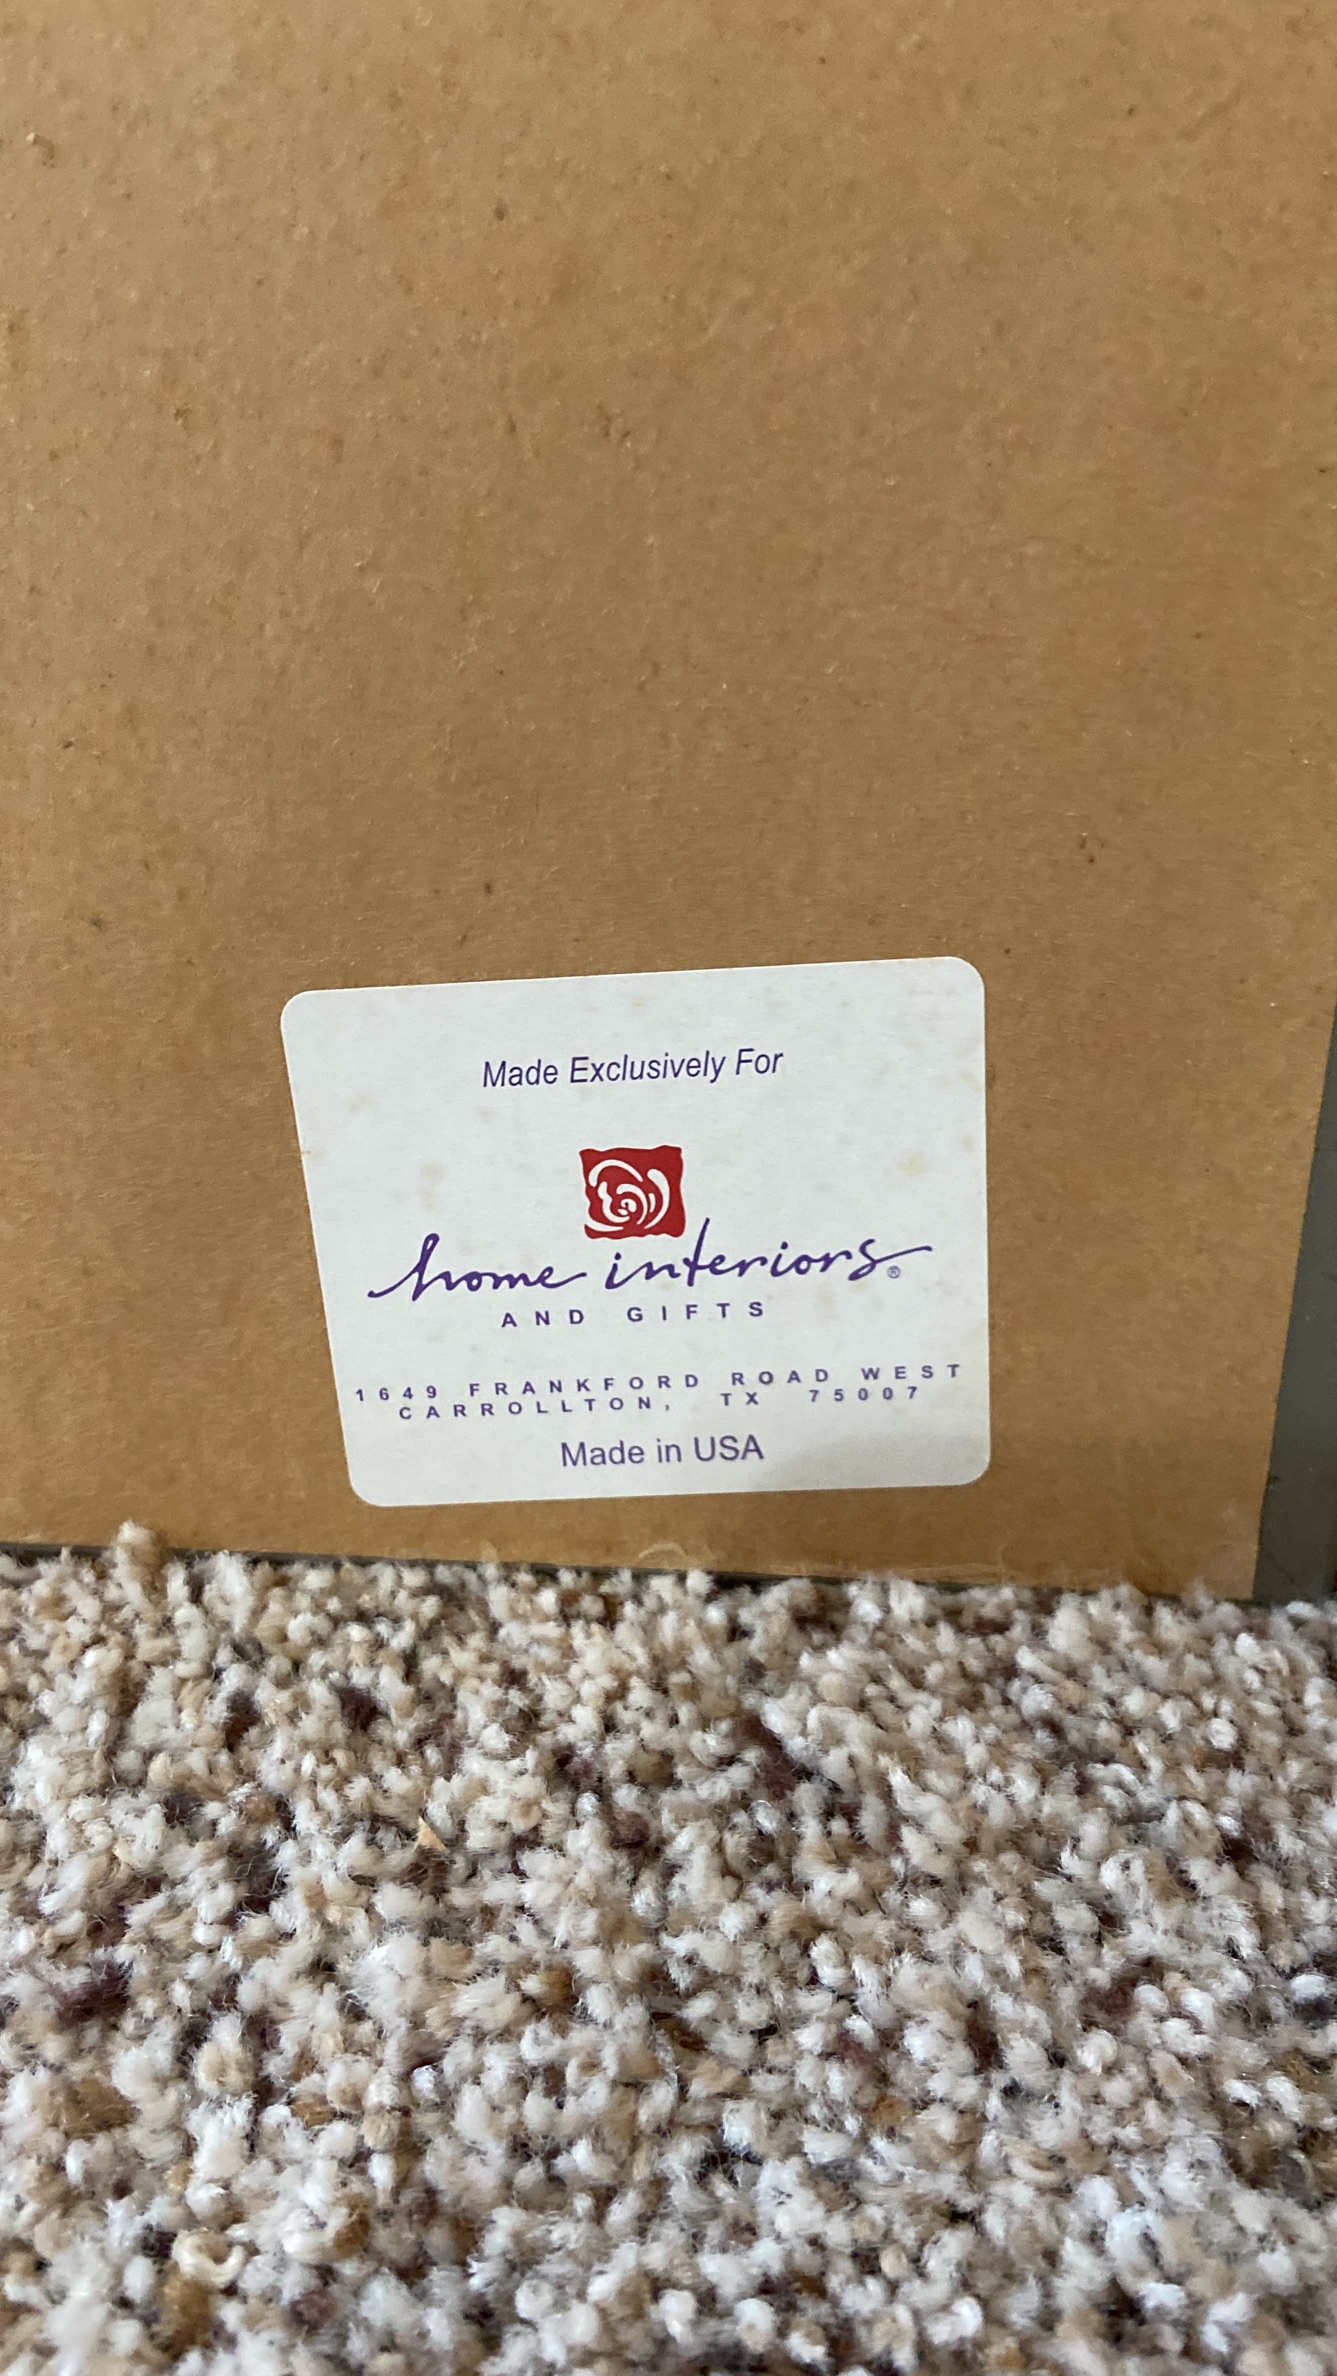 Made Exclusively For
home interiors®
AND GIFTS
1649 FRANKFORD ROAD WEST
CARROLLTON, TX 75007
Made in USA